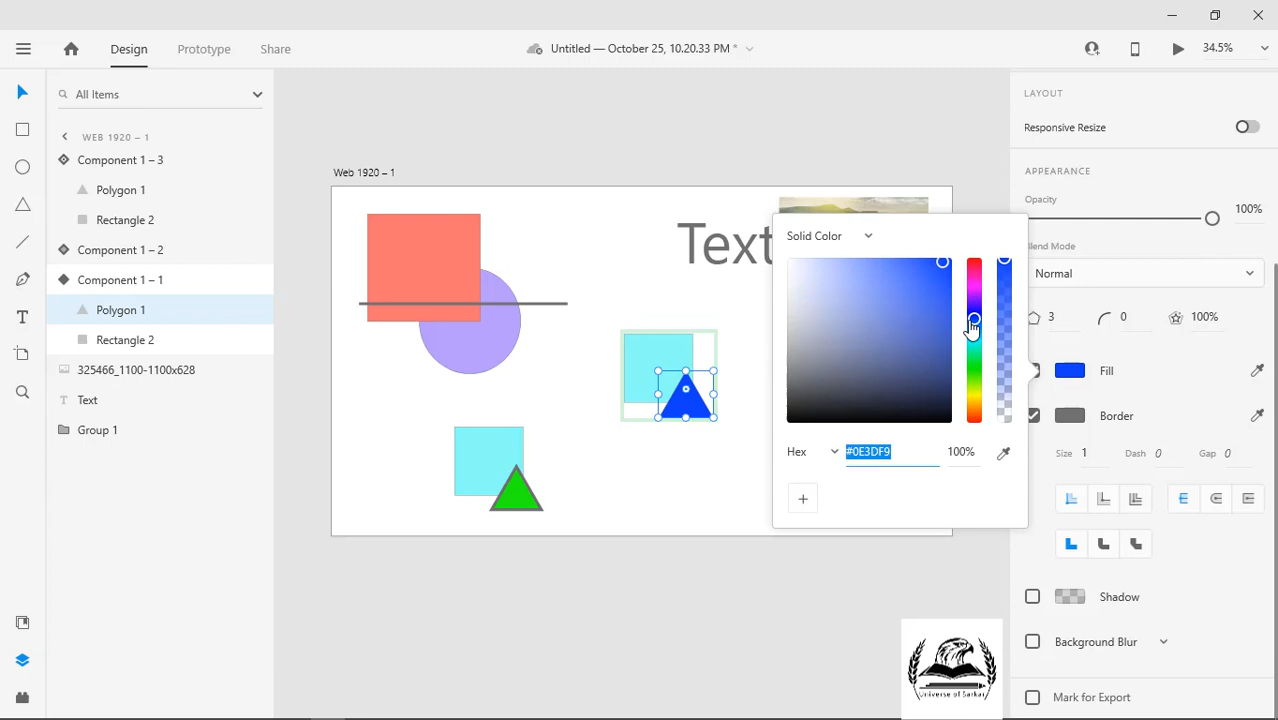 Design
Prototype
Share
Untitled — October 25, 10.20.33 PM *
34.5%
All Items
WEB 1920 – 1
Component 1 – 3
Polygon 1
Rectangle 2
Component 1 – 2
Component 1 – 1
Polygon 1
Rectangle 2
325466_1100-1100x628
Text
Group 1
Web 1920 – 1
Text
Solid Color
Hex
#0E3DF9
100%
LAYOUT
Responsive Resize
APPEARANCE
Opacity
100%
Blend Mode
Normal
3
0
100%
Fill
Border
Size 1
Dash 0
Gap 0
Shadow
Background Blur
Mark for Export
Universe of Sarkar